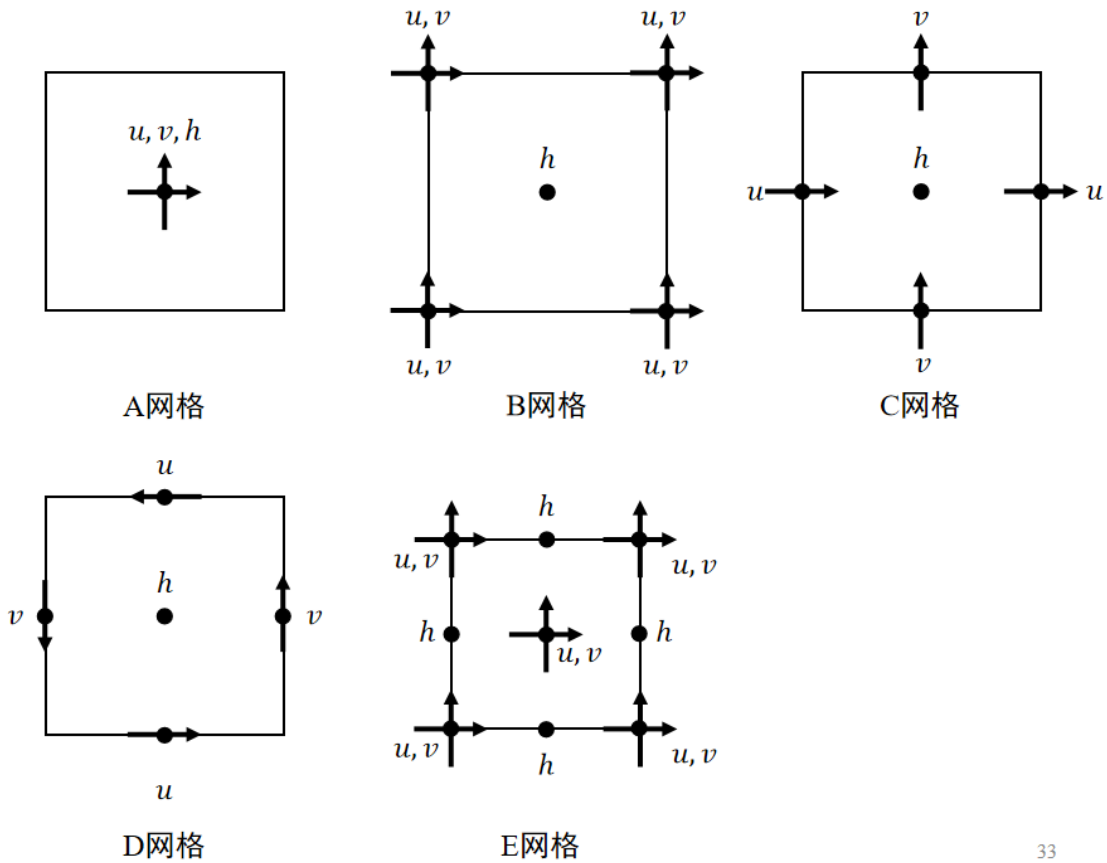 u, v
u, v
v
u, v, h
h
h
u
u
u, v
u, v
v
A网格
B网格
C网格
u
h
u, v
u, v
v
h
v
h
h
u, v
u, v
u, v
h
u
D网格
E网格
33